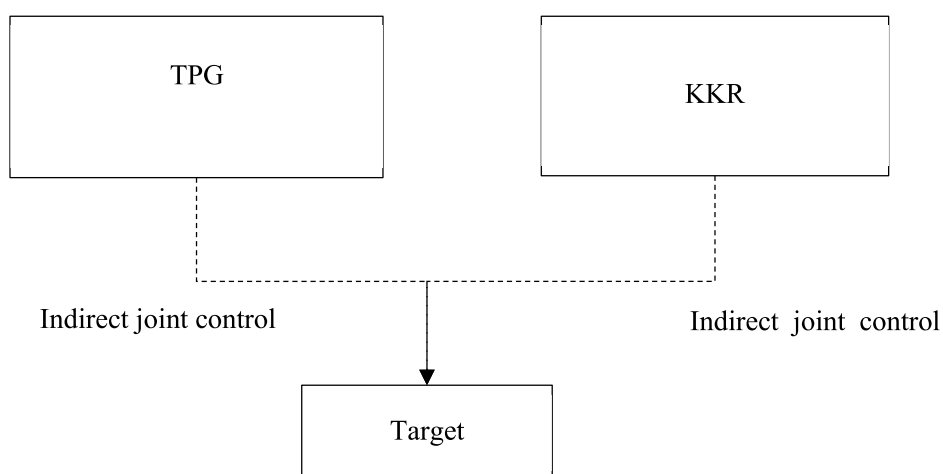 TPG
KKR
Indirect joint control
Indirect joint control
Target